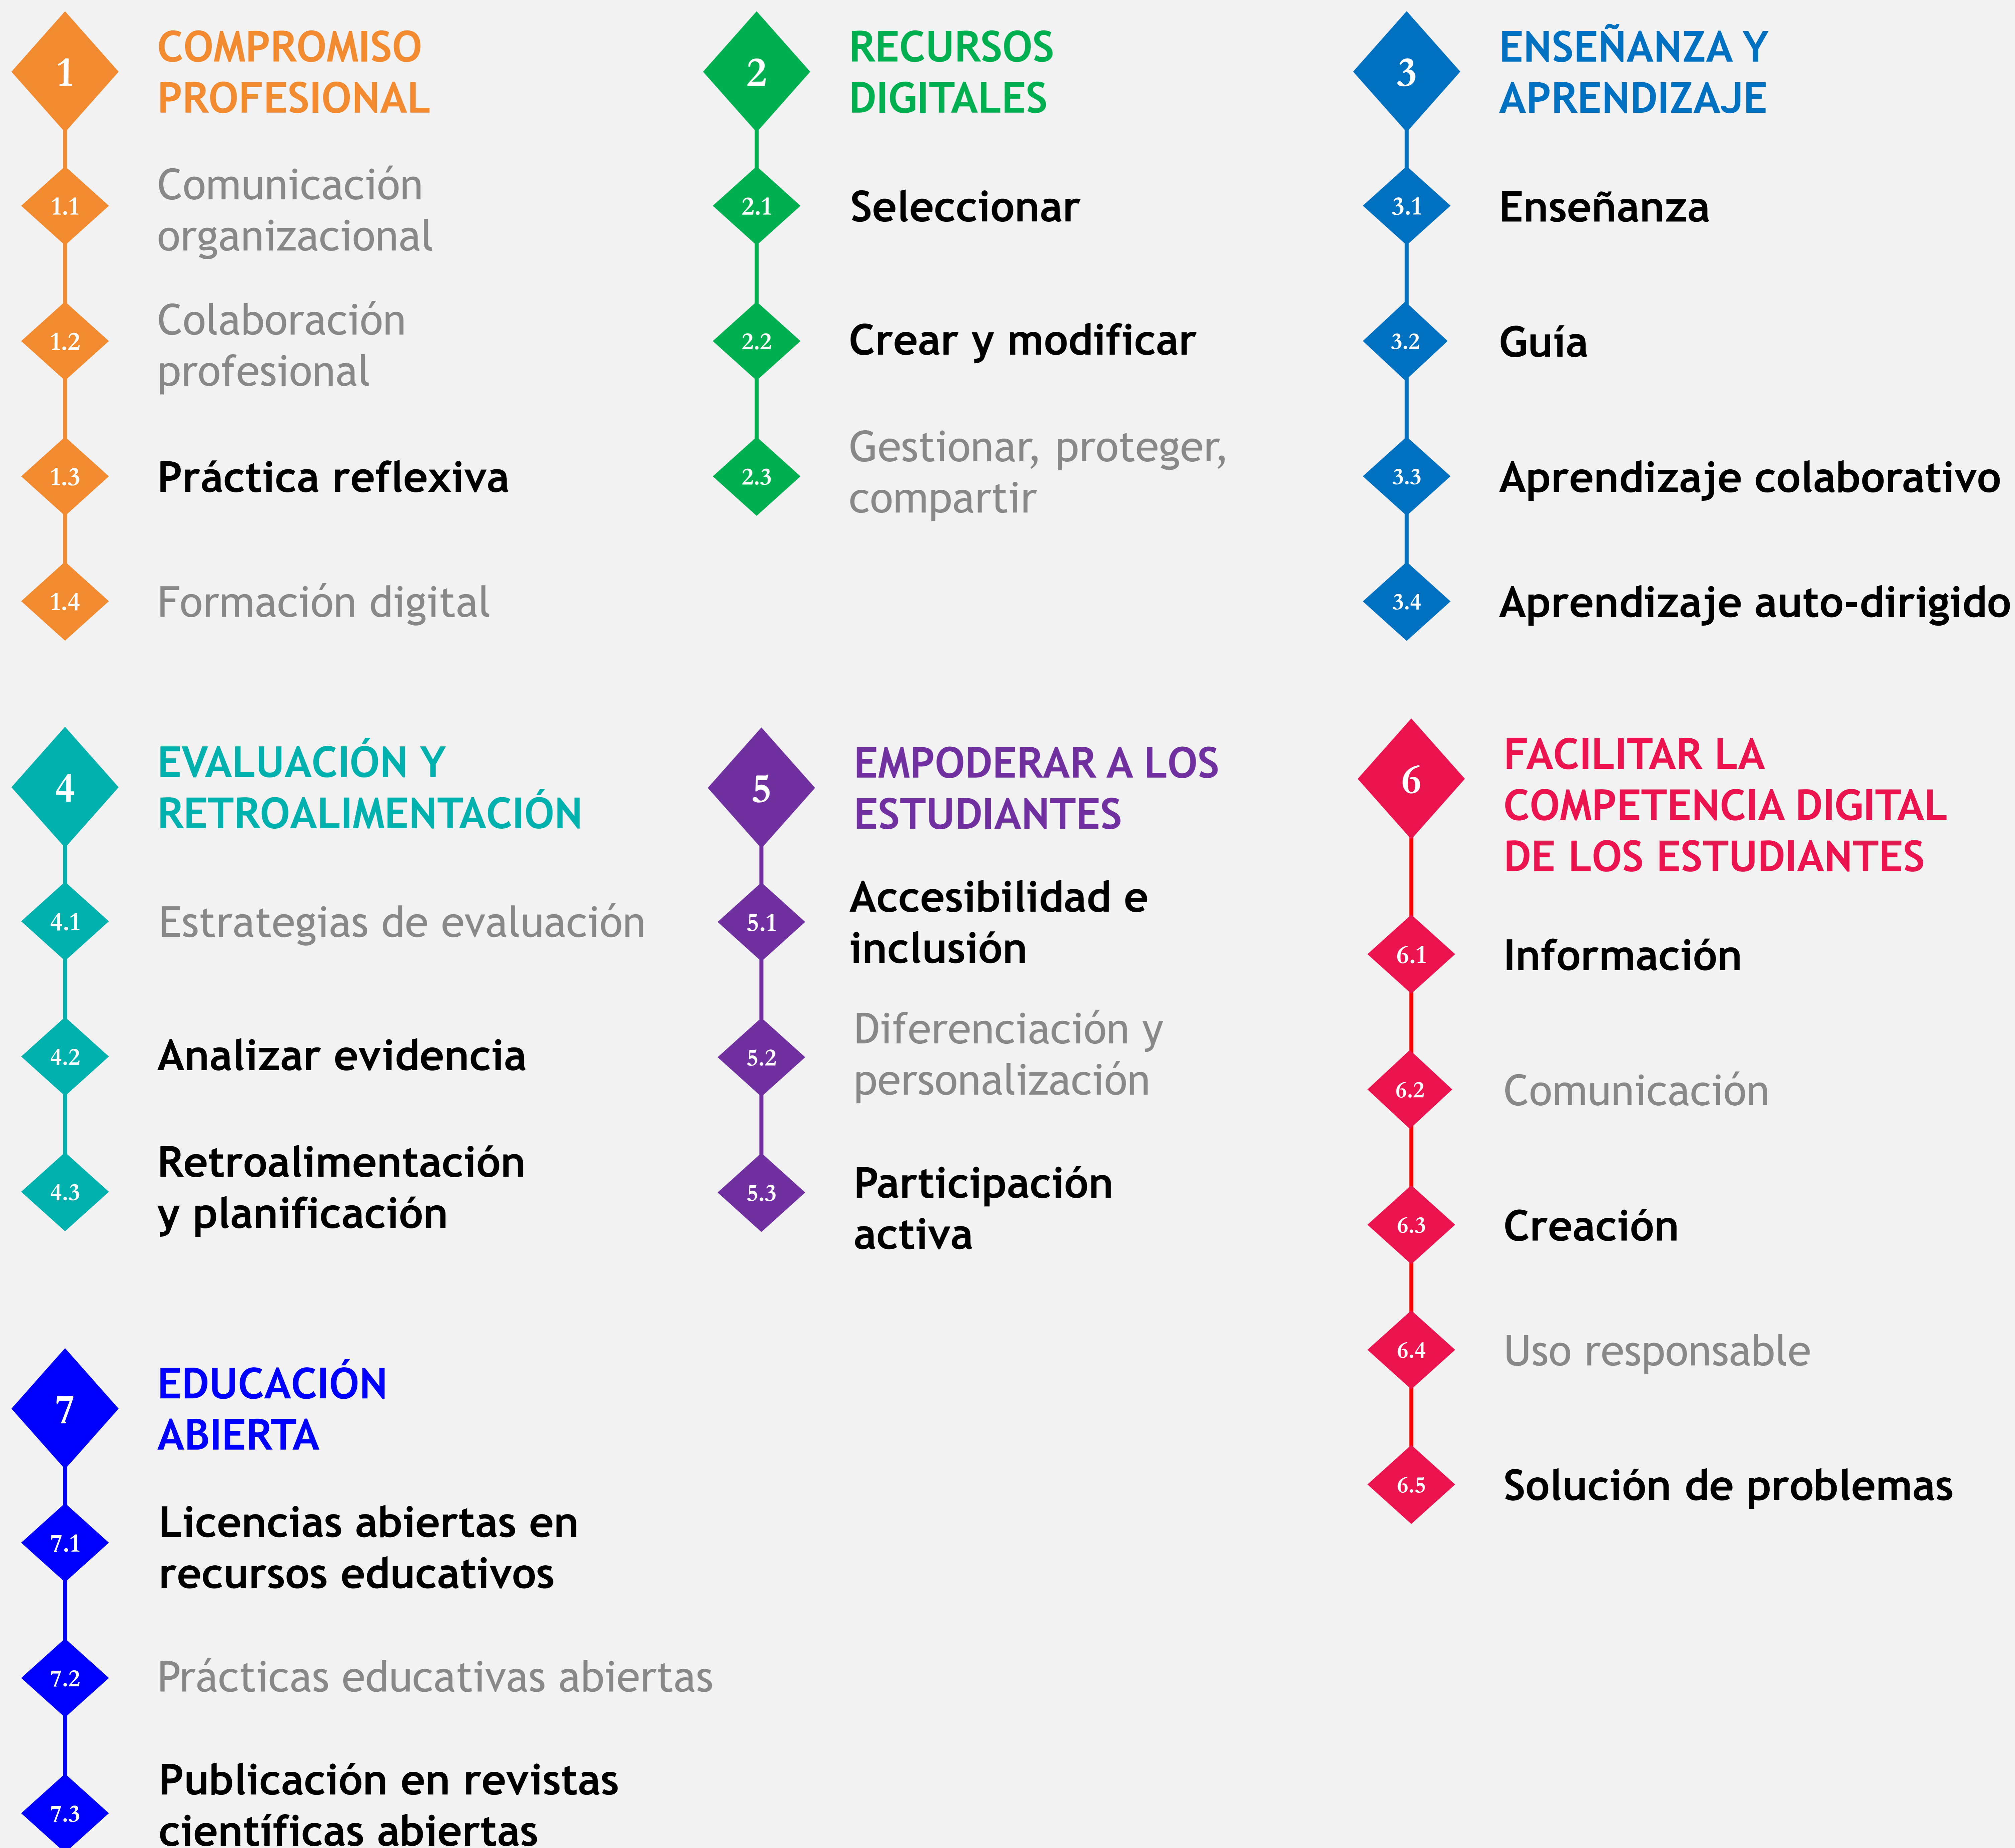 1
COMPROMISO
PROFESIONAL
1.1
Comunicación
organizacional
1.2
Colaboración
profesional
1.3
Práctica reflexiva
1.4
Formación digital
2
RECURSOS
DIGITALES
2.1
Seleccionar
2.2
Crear y modificar
2.3
Gestionar, proteger,
compartir
3
ENSEÑANZA Y
APRENDIZAJE
3.1
Enseñanza
3.2
Guía
3.3
Aprendizaje colaborativo
3.4
Aprendizaje auto-dirigido
4
EVALUACIÓN Y
RETROALIMENTACIÓN
4.1
Estrategias de evaluación
4.2
Analizar evidencia
4.3
Retroalimentación
y planificación
5
EMPODERAR A LOS
ESTUDIANTES
5.1
Accesibilidad e
inclusión
5.2
Diferenciación y
personalización
5.3
Participación
activa
6
FACILITAR LA
COMPETENCIA DIGITAL
DE LOS ESTUDIANTES
6.1
Información
6.2
Comunicación
6.3
Creación
6.4
Uso responsable
6.5
Solución de problemas
7
EDUCACIÓN
ABIERTA
7.1
Licencias abiertas en
recursos educativos
7.2
Prácticas educativas abiertas
7.3
Publicación en revistas
científicas abiertas